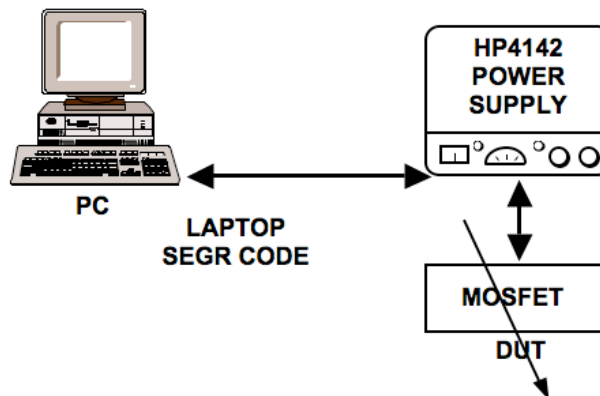 HP4142
POWER
SUPPLY
PC
LAPTOP
SEGR CODE
MOSFET
DUT